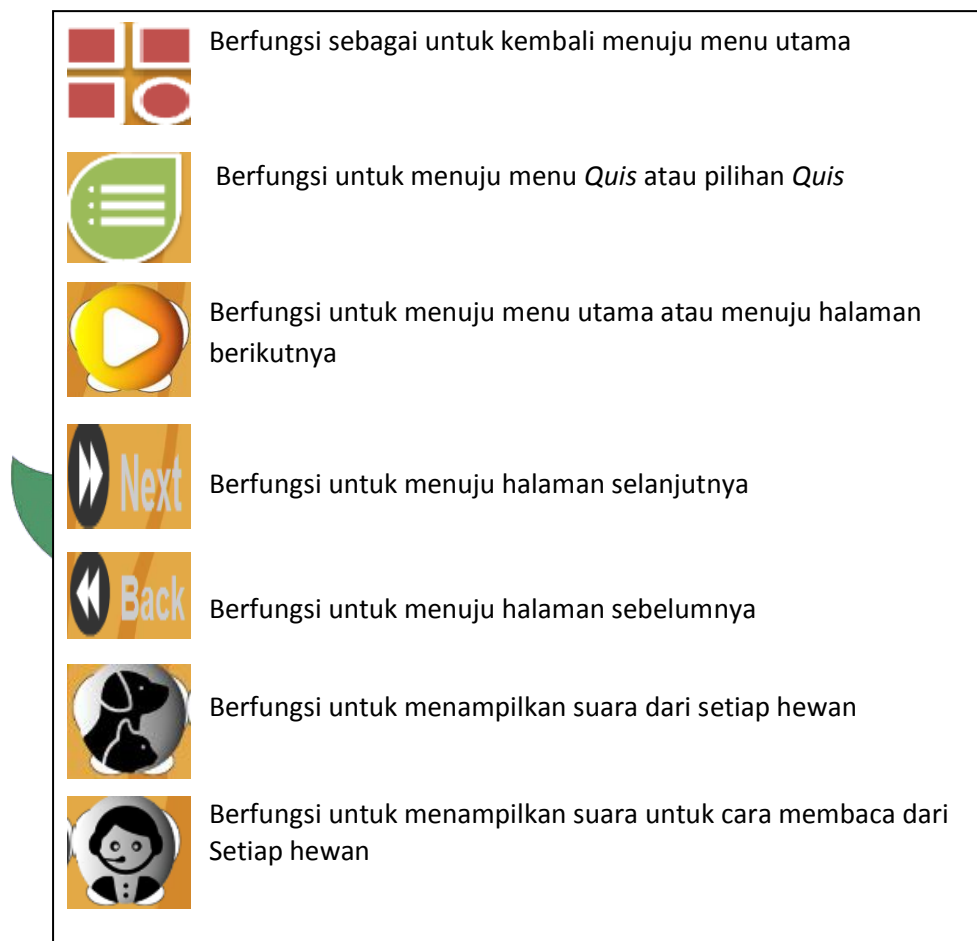 Berfungsi sebagai untuk kembali menuju menu utama
Berfungsi untuk menuju menu Quis atau pilihan Quis
Berfungsi untuk menuju menu utama atau menuju halaman
berikutnya
Next
Berfungsi untuk menuju halaman selanjutnya
Back
Berfungsi untuk menuju halaman sebelumnya
Berfungsi untuk menampilkan suara dari setiap hewan
Berfungsi untuk menampilkan suara untuk cara membaca dari
Setiap hewan